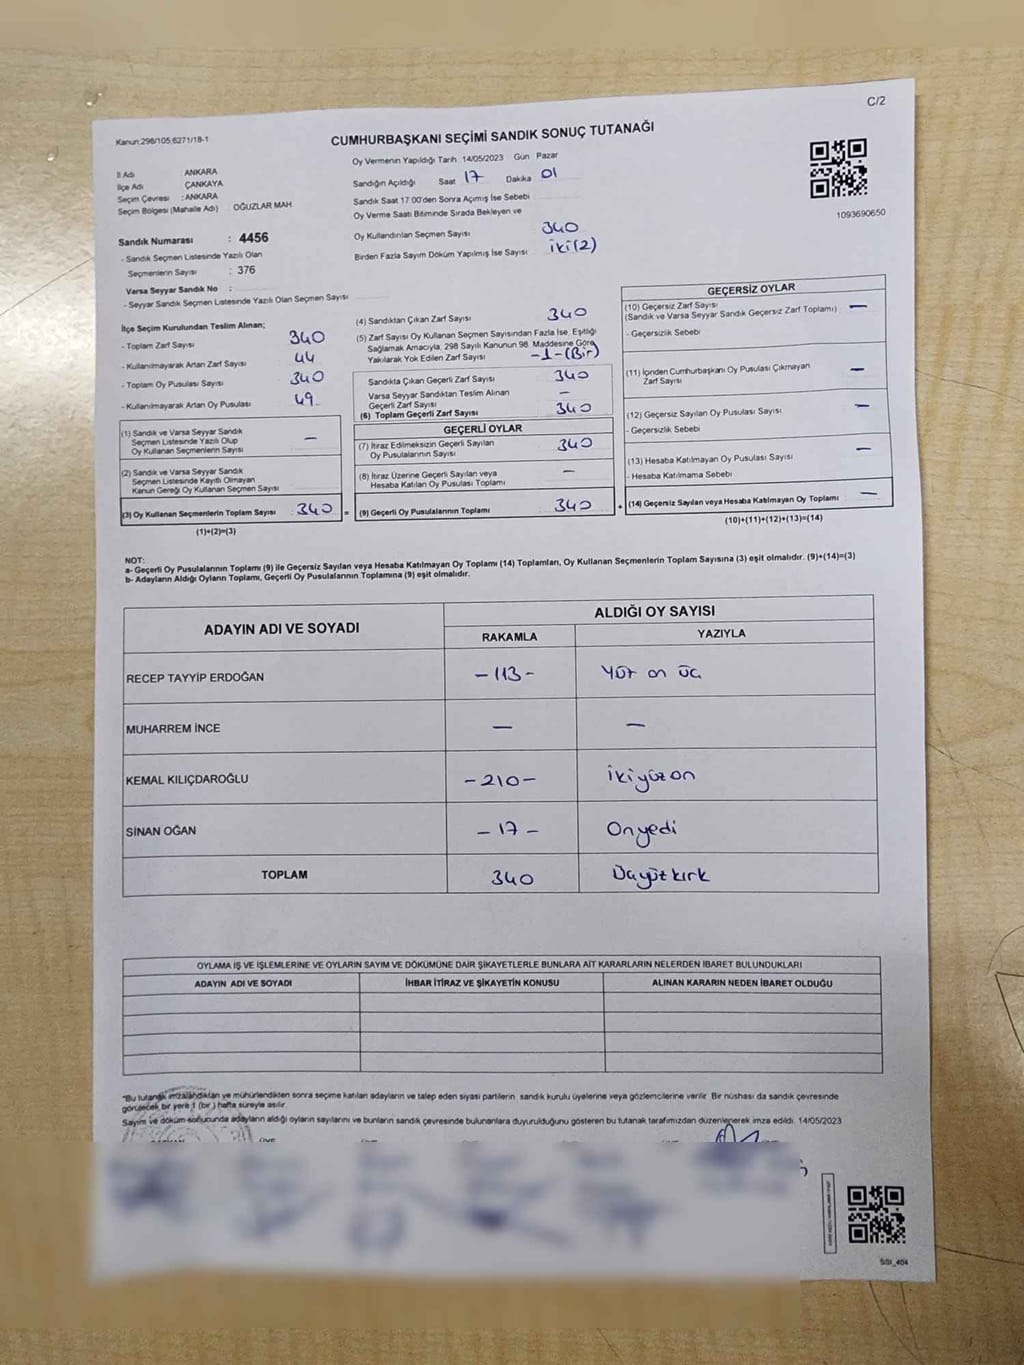 C/2
Kanun:298/105.6271/18-1
CUMHURBAŞKANI SEÇİMİ SANDIK SONUÇ TUTANAĞI
İl Adı ANKARA
İlçe Adı ÇANKAYA
Seçim Çevresi :ANKARA
Seçim Bölgesi (Mahalle Adı) OĞUZLAR MAH
Sandık Numarası : 4456
- Sandık Seçmen Listesinde Yazılı Olan
Seçmenlerin Sayısı : 376
Varsa Seyyar Sandık No :
- Seyyar Sandık Seçmen Listesinde Yazılı Olan Seçmen Sayısı
Oy Vermenin Yapıldığı Tarih 14/05/2023 Gün Pazar
Sandığın Açıldığı Saat 17 Dakika 01
Sandık Saat 17 00'den Sonra Açımış İse Sebebi
Oy Verme Saati Bitiminde Sırada Bekleyen ve
Oy Kullandırılan Seçmen Sayısı 340
Birden Fazla Sayım Döküm Yapılmış İse Sayısı iki(2)
1093690650
İlçe Seçim Kurulundan Teslim Alınan;
- Toplam Zarf Sayısı 340
- Kullanılmayarak Artan Zarf Sayısı 44
- Toplam Oy Pusulası Sayısı 340
- Kullanılmayarak Artan Oy Pusulası 49
(1) Sandık ve Varsa Seyyar Sandık
Seçmen Listesinde Yazılı Olup
Oy Kullanan Seçmenlerin Sayısı —
(2) Sandık ve Varsa Seyyar Sandık
Seçmen Listesinde Kayıtlı Olmayan
Kanun Gereği Oy Kullanan Seçmen Sayısı
(3) Oy Kullanan Seçmenlerin Toplam Sayısı 340 =
(1)+(2)=(3)
(4) Sandıktan Çıkan Zarf Sayısı 340
(5) Zarf Sayısı Oy Kullanan Seçmen Sayısından Fazla İse, Eşitliği
Sağlamak Amacıyla, 298 Sayılı Kanunun 98. Maddesine Göre
Yakılarak Yok Edilen Zarf Sayısı -1-(Bir)
Sandıkta Çıkan Geçerli Zarf Sayısı 340
Varsa Seyyar Sandıktan Teslim Alınan
Geçerli Zarf Sayısı —
(6) Toplam Geçerli Zarf Sayısı 340
GEÇERLİ OYLAR
(7) İtiraz Edilmeksizin Geçerli Sayılan
Oy Pusulalarının Sayısı 340
(8) İtiraz Üzerine Geçerli Sayılan veya
Hesaba Katılan Oy Pusulası Toplamı —
(9) Geçerli Oy Pusulalarının Toplamı 340 +
GEÇERSİZ OYLAR
(10) Geçersiz Zarf Sayısı
(Sandık ve Varsa Seyyar Sandık Geçersiz Zarf Toplamı) —
- Geçersizlik Sebebi
(11) İçinden Cumhurbaşkanı Oy Pusulası Çıkmayan
Zarf Sayısı —
(12) Geçersiz Sayılan Oy Pusulası Sayısı —
- Geçersizlik Sebebi
(13) Hesaba Katılmayan Oy Pusulası Sayısı —
- Hesaba Katılmama Sebebi
(14) Geçersiz Sayılan veya Hesaba Katılmayan Oy Toplamı —
(10)+(11)+(12)+(13)=(14)
NOT:
a- Geçerli Oy Pusulalarının Toplamı (9) ile Geçersiz Sayılan veya Hesaba Katılmayan Oy Toplamı (14) Toplamları, Oy Kullanan Seçmenlerin Toplam Sayısına (3) eşit olmalıdır. (9)+(14)=(3)
b- Adayların Aldığı Oyların Toplamı, Geçerli Oy Pusulalarının Toplamına (9) eşit olmalıdır.
ADAYIN ADI VE SOYADI ALDIĞI OY SAYISI
RAKAMLA YAZIYLA
RECEP TAYYİP ERDOĞAN -113- Yüz on üç
MUHARREM İNCE — —
KEMAL KILIÇDAROĞLU -210- İkiyüzon
SİNAN OĞAN -17- Onyedi
TOPLAM 340 Üçyüzkırk
OYLAMA İŞ VE İŞLEMLERİNE VE OYLARIN SAYIM VE DÖKÜMÜNE DAİR ŞİKAYETLERLE BUNLARA AİT KARARLARIN NELERDEN İBARET BULUNDUKLARI
ADAYIN ADI VE SOYADI İHBAR İTİRAZ VE ŞİKAYETİN KONUSU ALINAN KARARIN NEDEN İBARET OLDUĞU
*Bu tutanak imzalandıktan ve mühürlendikten sonra seçime katılan adayların ve talep eden siyasi partilerin sandık kurulu üyelerine veya gözlemcilerine verilir Bir nüshası da sandık çevresinde
görülecek bir yere 1 (bir) hafta süreyle asılır.
Sayım ve döküm sonucunda adayların aldığı oyların sayılarını ve bunların sandık çevresinde bulunanlara duyurulduğunu gösteren bu tutanak tarafımızdan düzenlenerek imza edildi. 14/05/2023
SSI_404